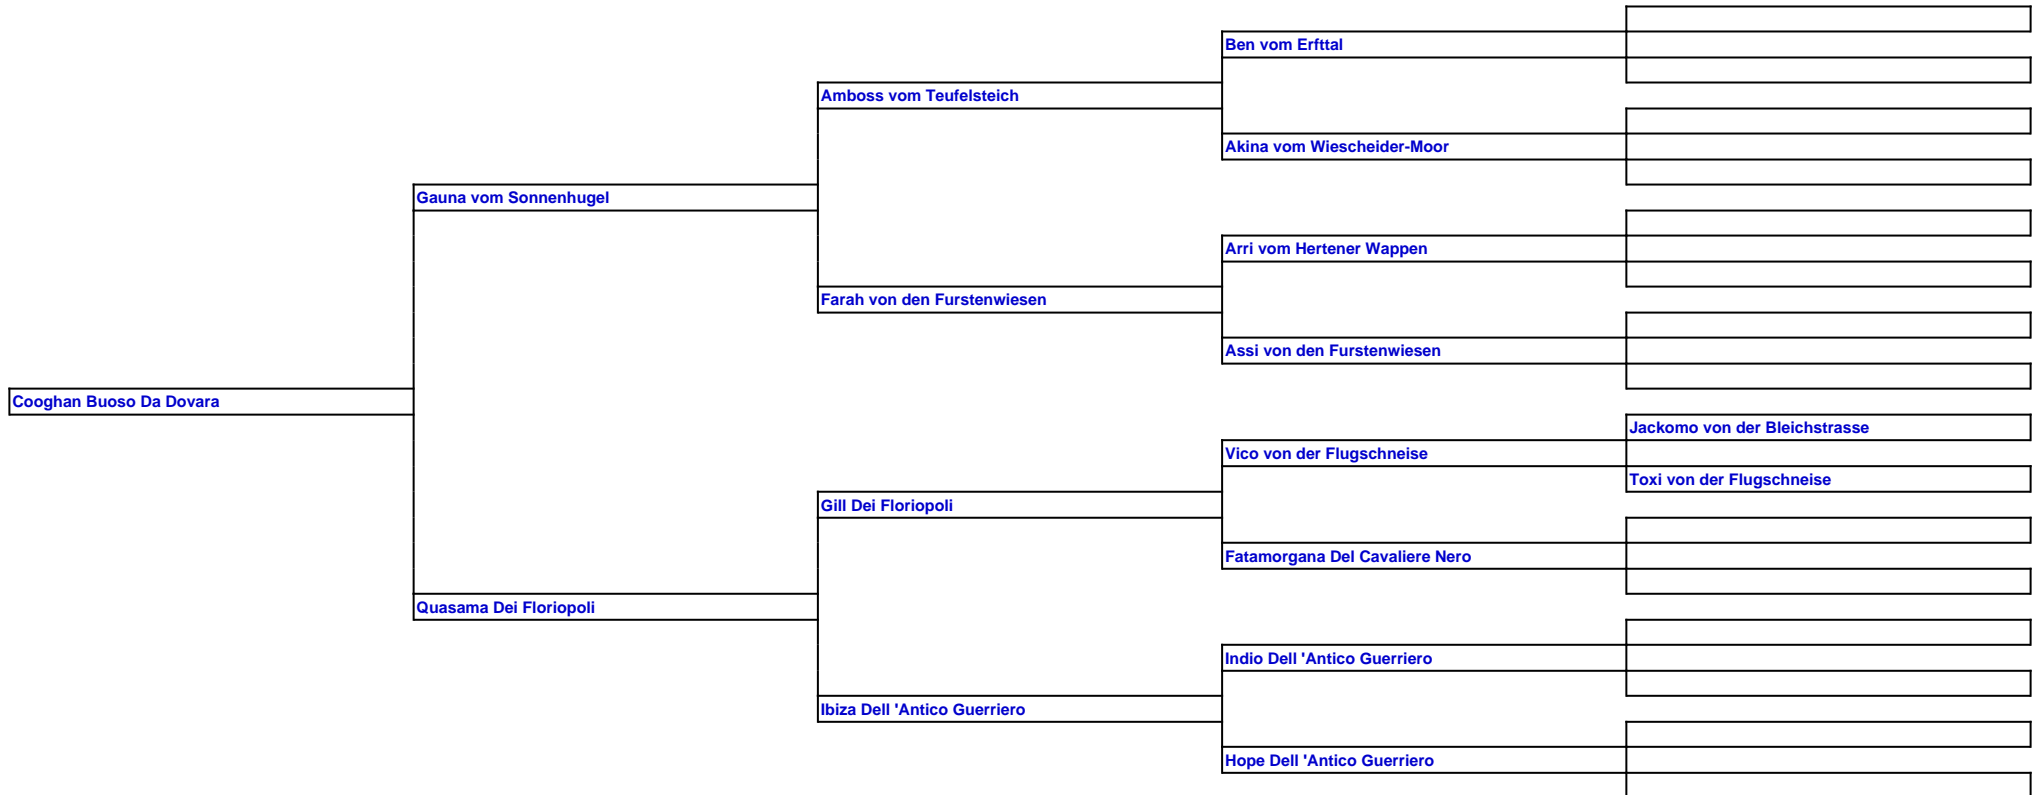 Ben vom Erfttal
Amboss vom Teufelsteich
Akina vom Wiescheider-Moor
Gauna vom Sonnenhugel
Arri vom Hertener Wappen
Farah von den Furstenwiesen
Assi von den Furstenwiesen
Cooghan Buoso Da Dovara
Jackomo von der Bleichstrasse
Vico von der Flugschneise
Toxi von der Flugschneise
Gill Dei Floriopoli
Fatamorgana Del Cavaliere Nero
Quasama Dei Floriopoli
Indio Dell 'Antico Guerriero
Ibiza Dell 'Antico Guerriero
Hope Dell 'Antico Guerriero